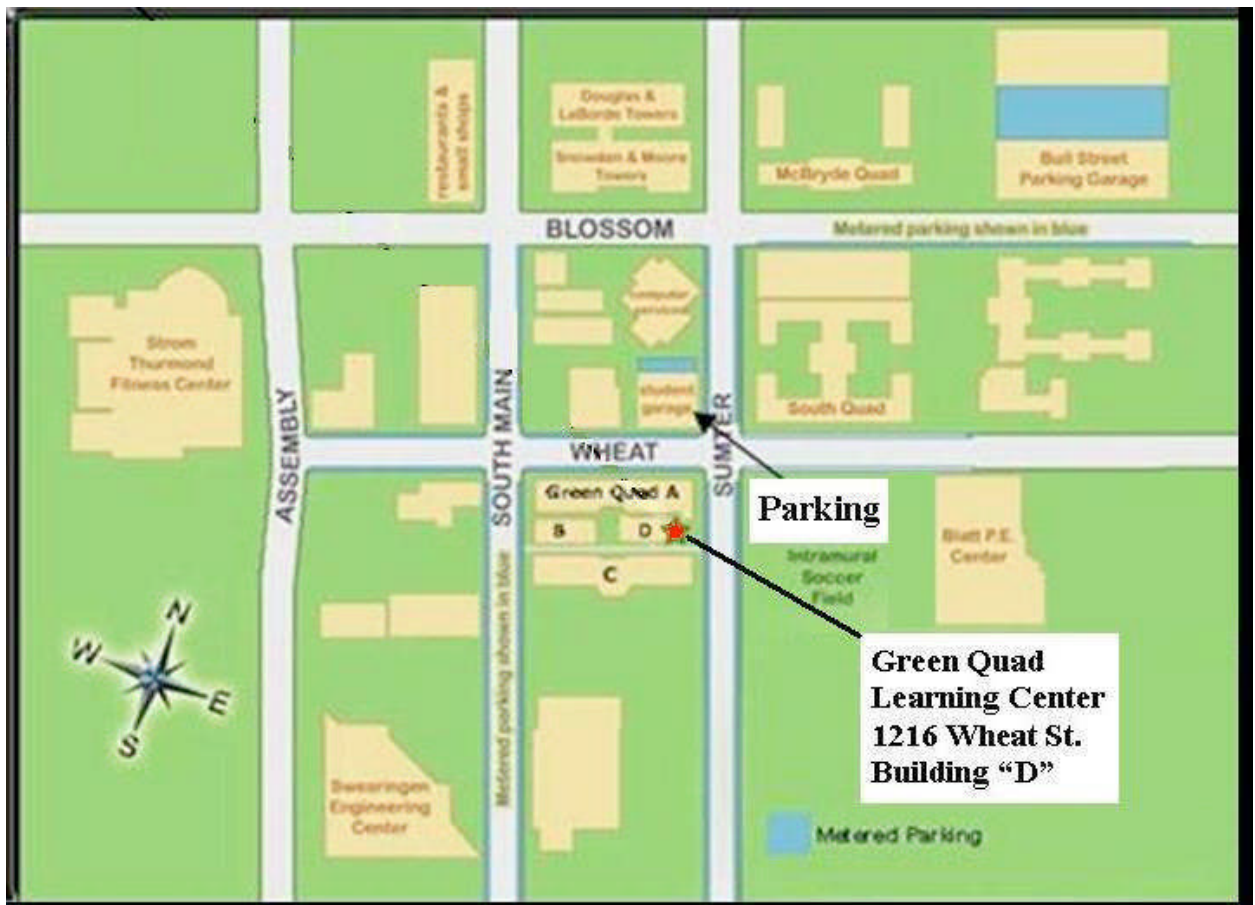 restaurants &
small ships
Douglas &
LaBorde Towers
Snowden & Moore
Towers
McBryde Quad
Bull Street
Parking Garage
BLOSSOM
Metered parking shown in blue
computer
services
Strom
Thurmond
Fitness Center
student
garage
South Quad
ASSEMBLY
SOUTH MAIN
WHEAT
SUMTER
Parking
Green Quad A
B
D
C
Blatt P.E.
Center
Intramural
Soccer
Field
Metered parking shown in blue
N
W
E
S
Green Quad
Learning Center
1216 Wheat St.
Building “D”
Swearingen
Engineering
Center
Metered Parking